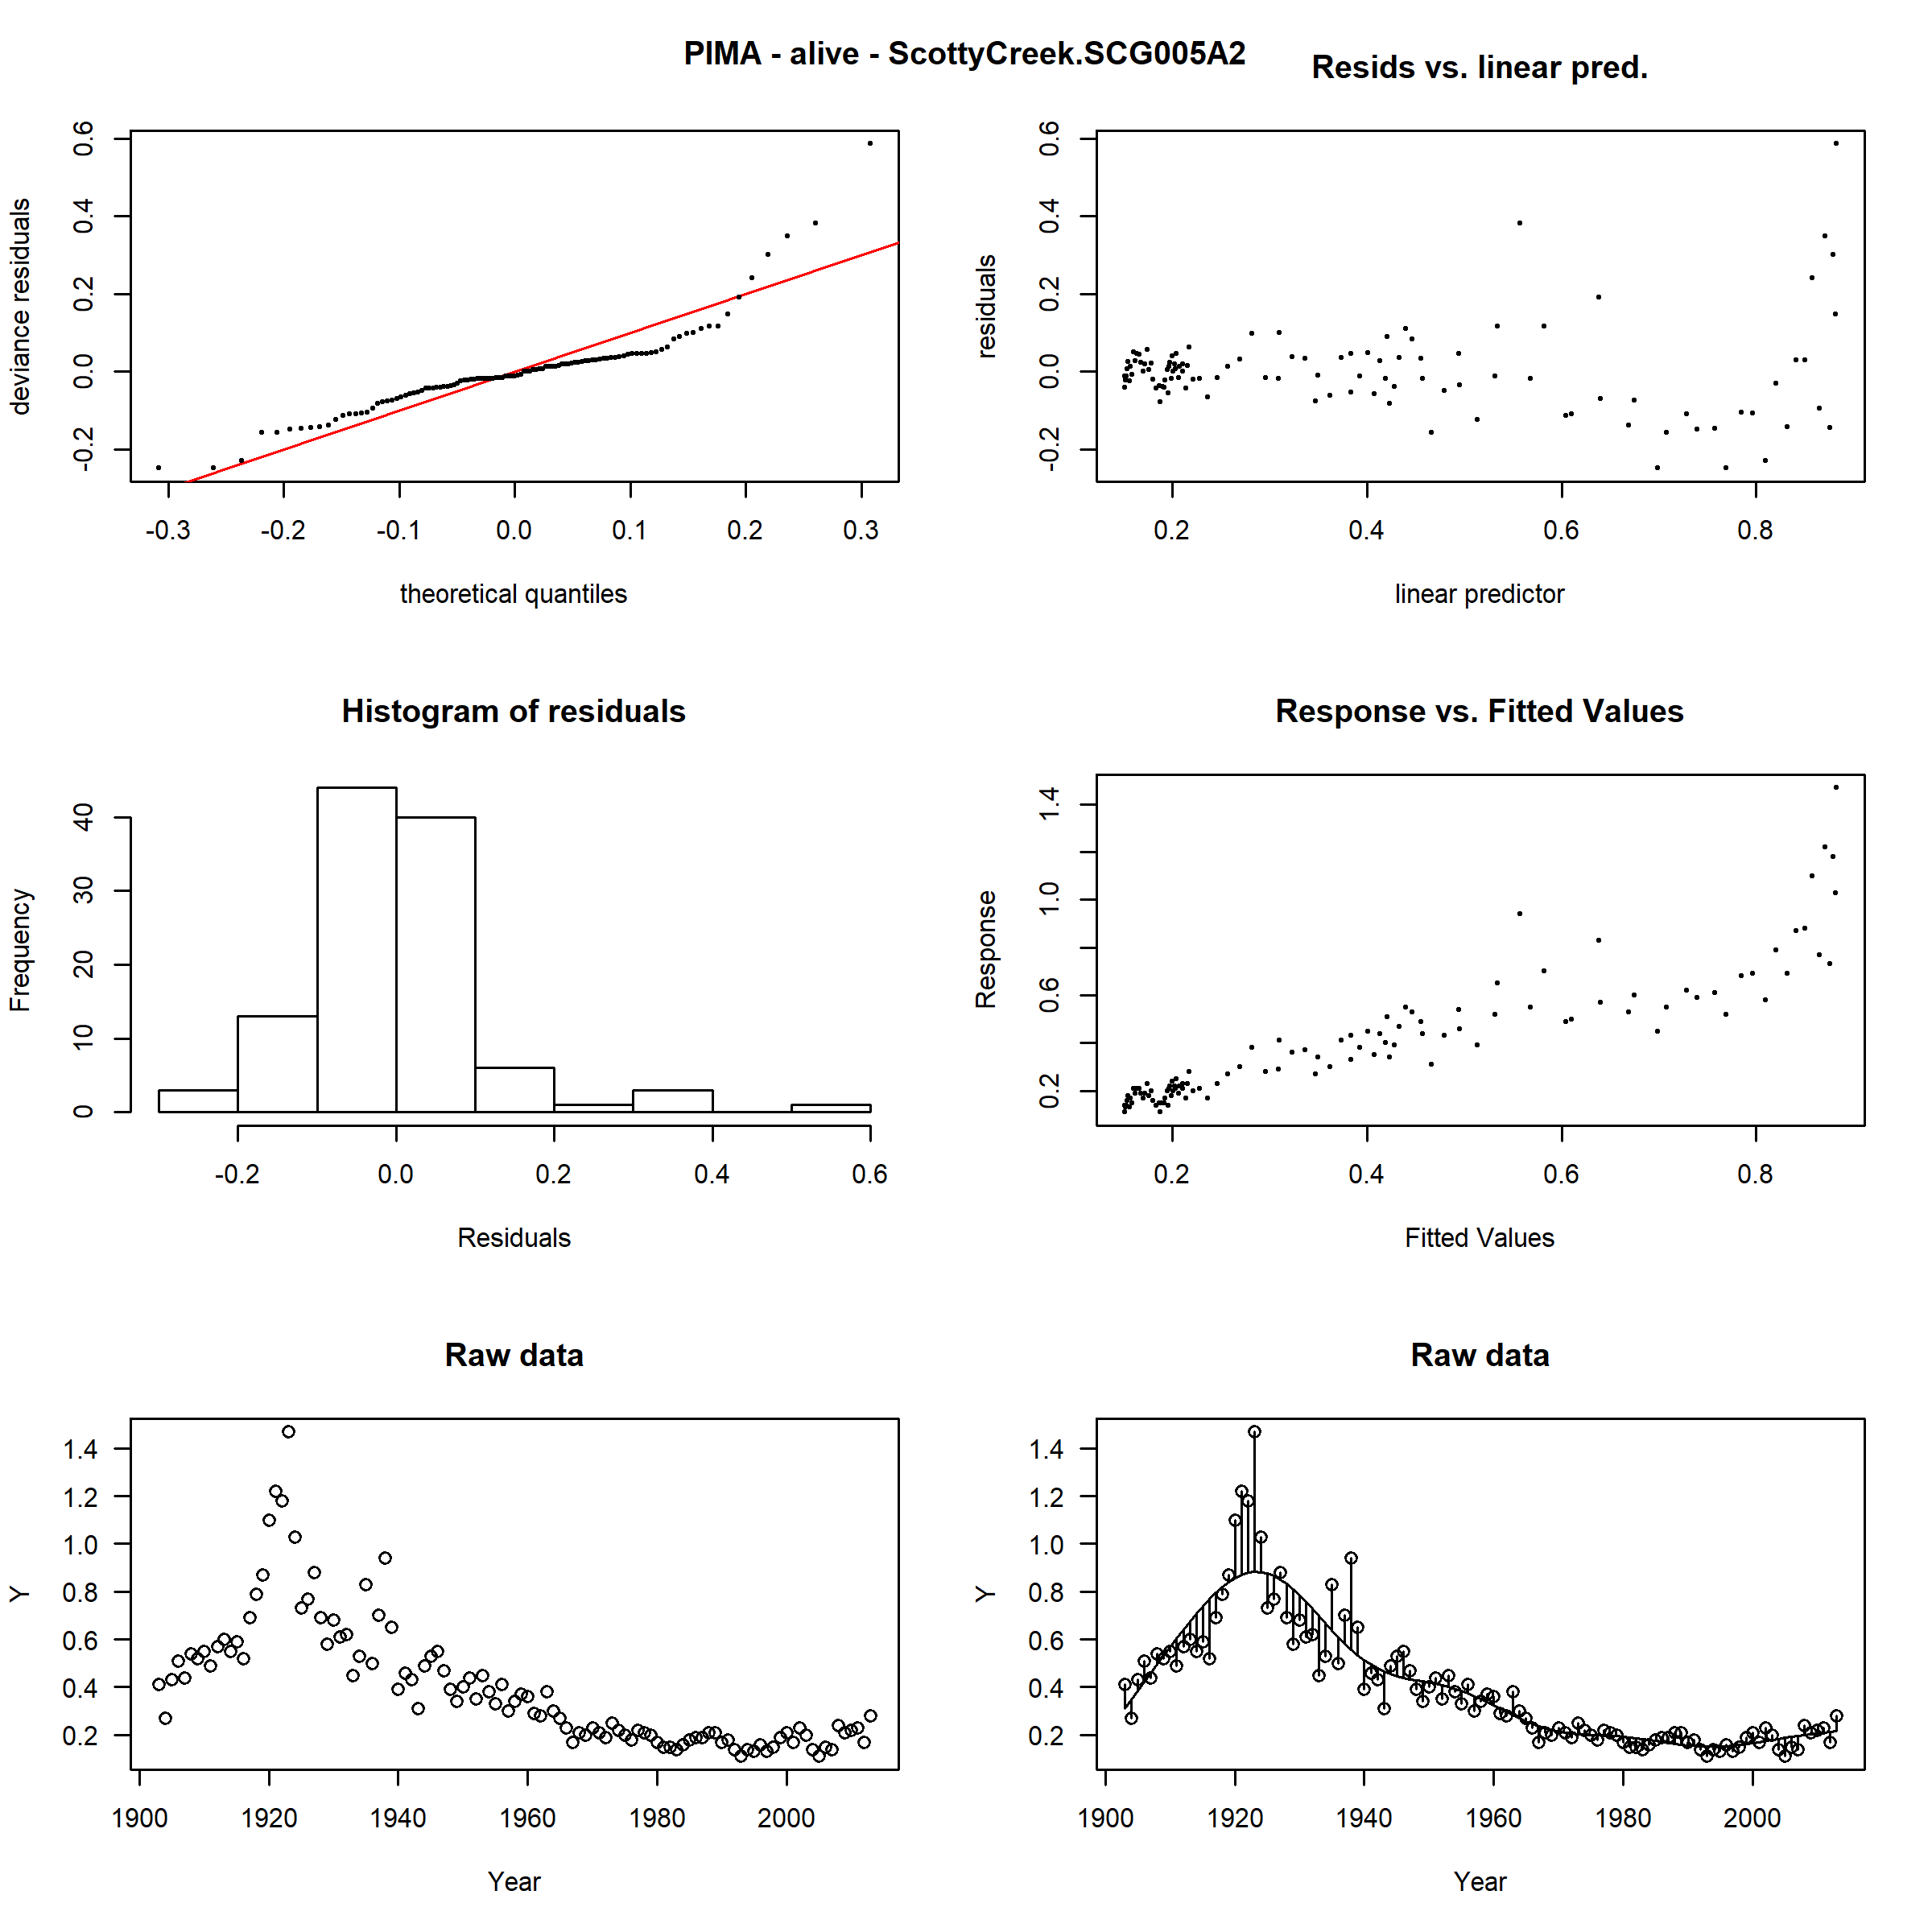 PIMA - alive - ScottyCreek.SCG005A2
Resids vs. linear pred.
deviance residuals
-0.2 0.0 0.2 0.4 0.6
-0.3 -0.2 -0.1 0.0 0.1 0.2 0.3
theoretical quantiles
residuals
-0.2 0.0 0.2 0.4 0.6
0.2 0.4 0.6 0.8
linear predictor
Histogram of residuals
Frequency
0 10 20 30 40
-0.2 0.0 0.2 0.4 0.6
Residuals
Response vs. Fitted Values
Response
0.2 0.6 1.0 1.4
0.2 0.4 0.6 0.8
Fitted Values
Raw data
Y
1.4
1.2
1.0
0.8
0.6
0.4
0.2
1900 1920 1940 1960 1980 2000
Year
Raw data
Y
1.4
1.2
1.0
0.8
0.6
0.4
0.2
1900 1920 1940 1960 1980 2000
Year